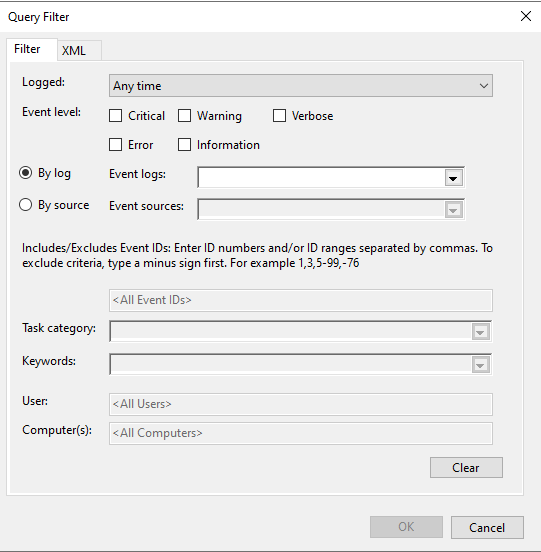 Query Filter
Filter XML
Logged: Any time
Event level: Critical Warning Verbose
Error Information
By log Event logs:
By source Event sources:
Includes/Excludes Event IDs: Enter ID numbers and/or ID ranges separated by commas. To
exclude criteria, type a minus sign first. For example 1,3,5-99,-76
<All Event IDs>
Task category:
Keywords:
User: <All Users>
Computer(s): <All Computers>
Clear
OK Cancel